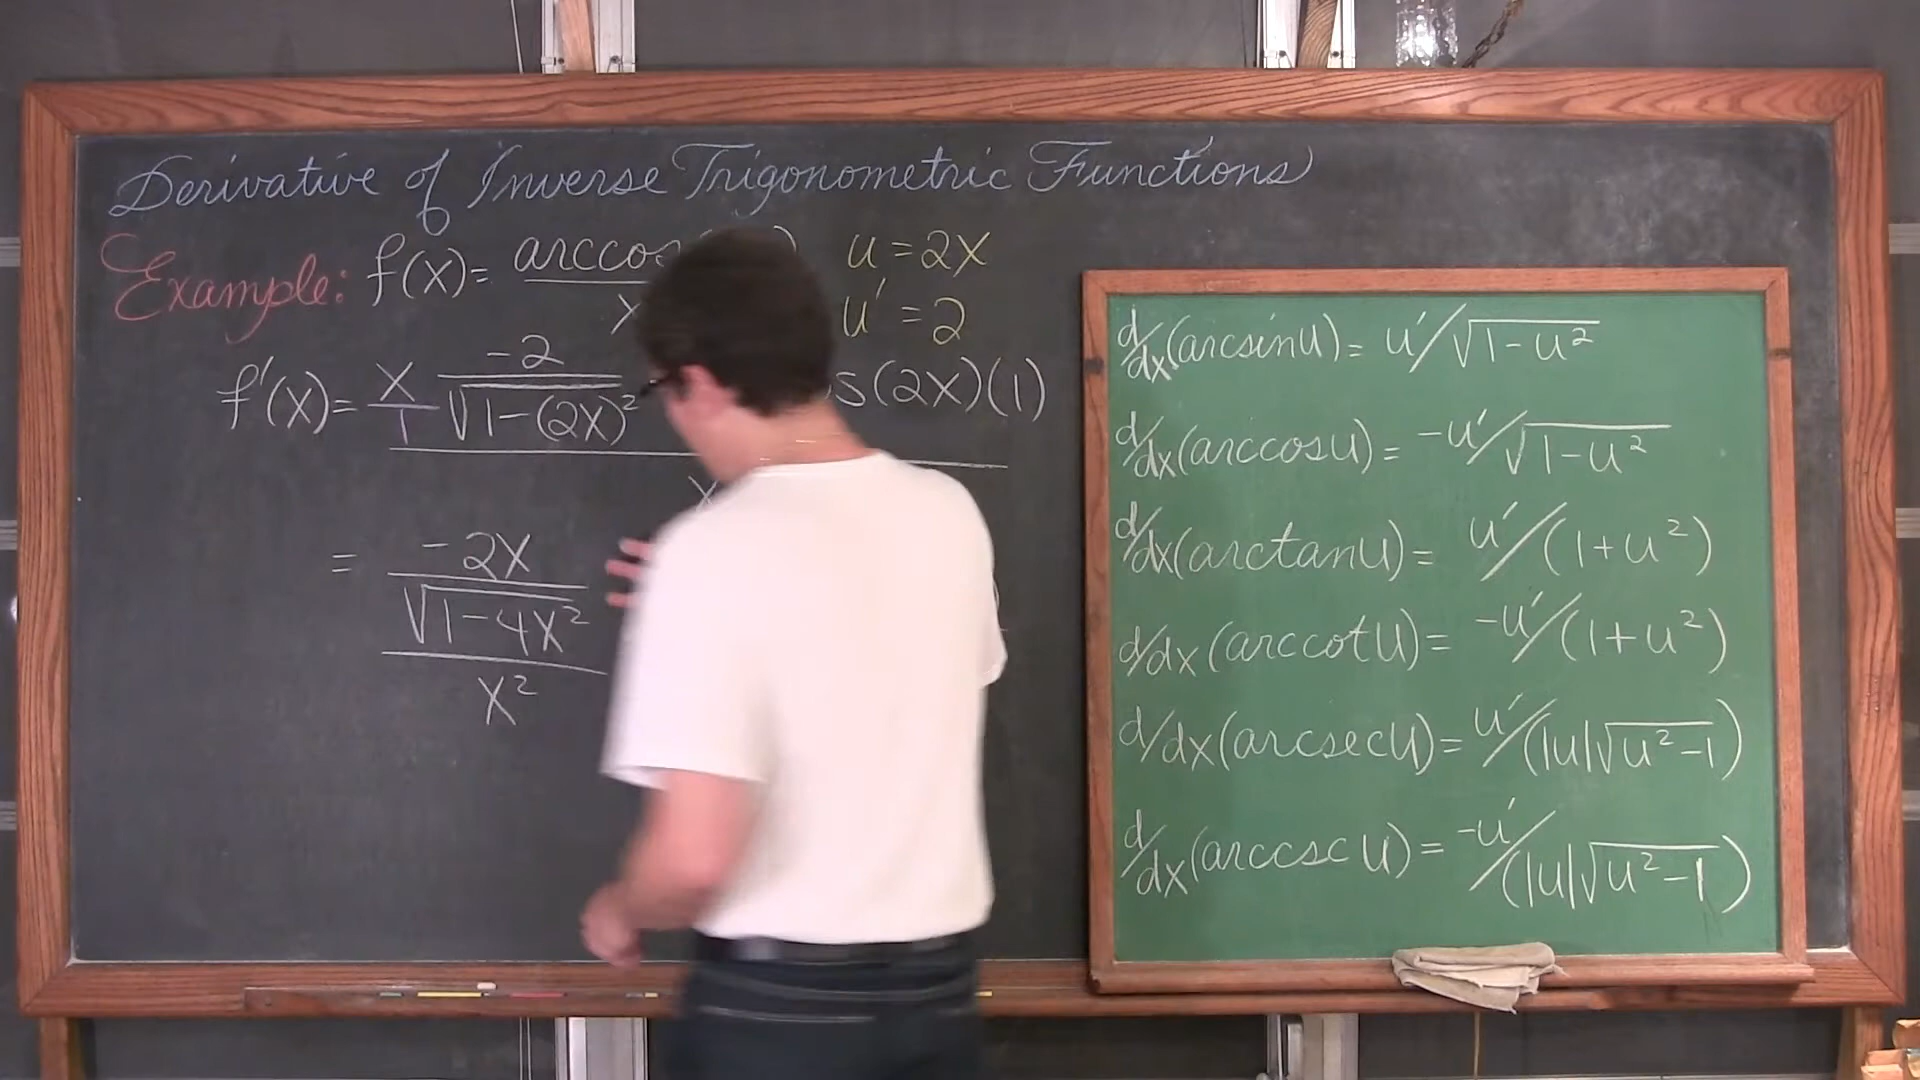 Derivative of Inverse Trigonometric Functions
Example: f(x)= arccos
x
u = 2x
u' = 2
f'(x)= x/1 -2/√1-(2x)² s(2x)(1)
x
= -2x/√1-4x²
x²
d/dx(arcsinu)= u'/√1-u²
d/dx(arccosu)= -u'/√1-u²
d/dx(arctanu)= u'/(1+u²)
d/dx(arccotu)= -u'/(1+u²)
d/dx(arcsecu)= u'/(|u|√u²-1)
d/dx(arccscu)= -u'/(|u|√u²-1)